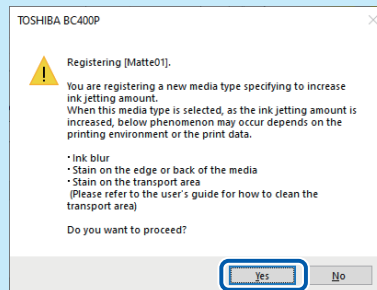 TOSHIBA BC400P
Registering [Matte01].
You are registering a new media type specifying to increase
ink jetting amount.
When this media type is selected, as the ink jetting amount is
increased, below phenomenon may occur depends on the
printing environment or the print data.
・Ink blur
・Stain on the edge or back of the media
・Stain on the transport area
(Please refer to the user's guide for how to clean the
transport area)
Do you want to proceed?
Yes No